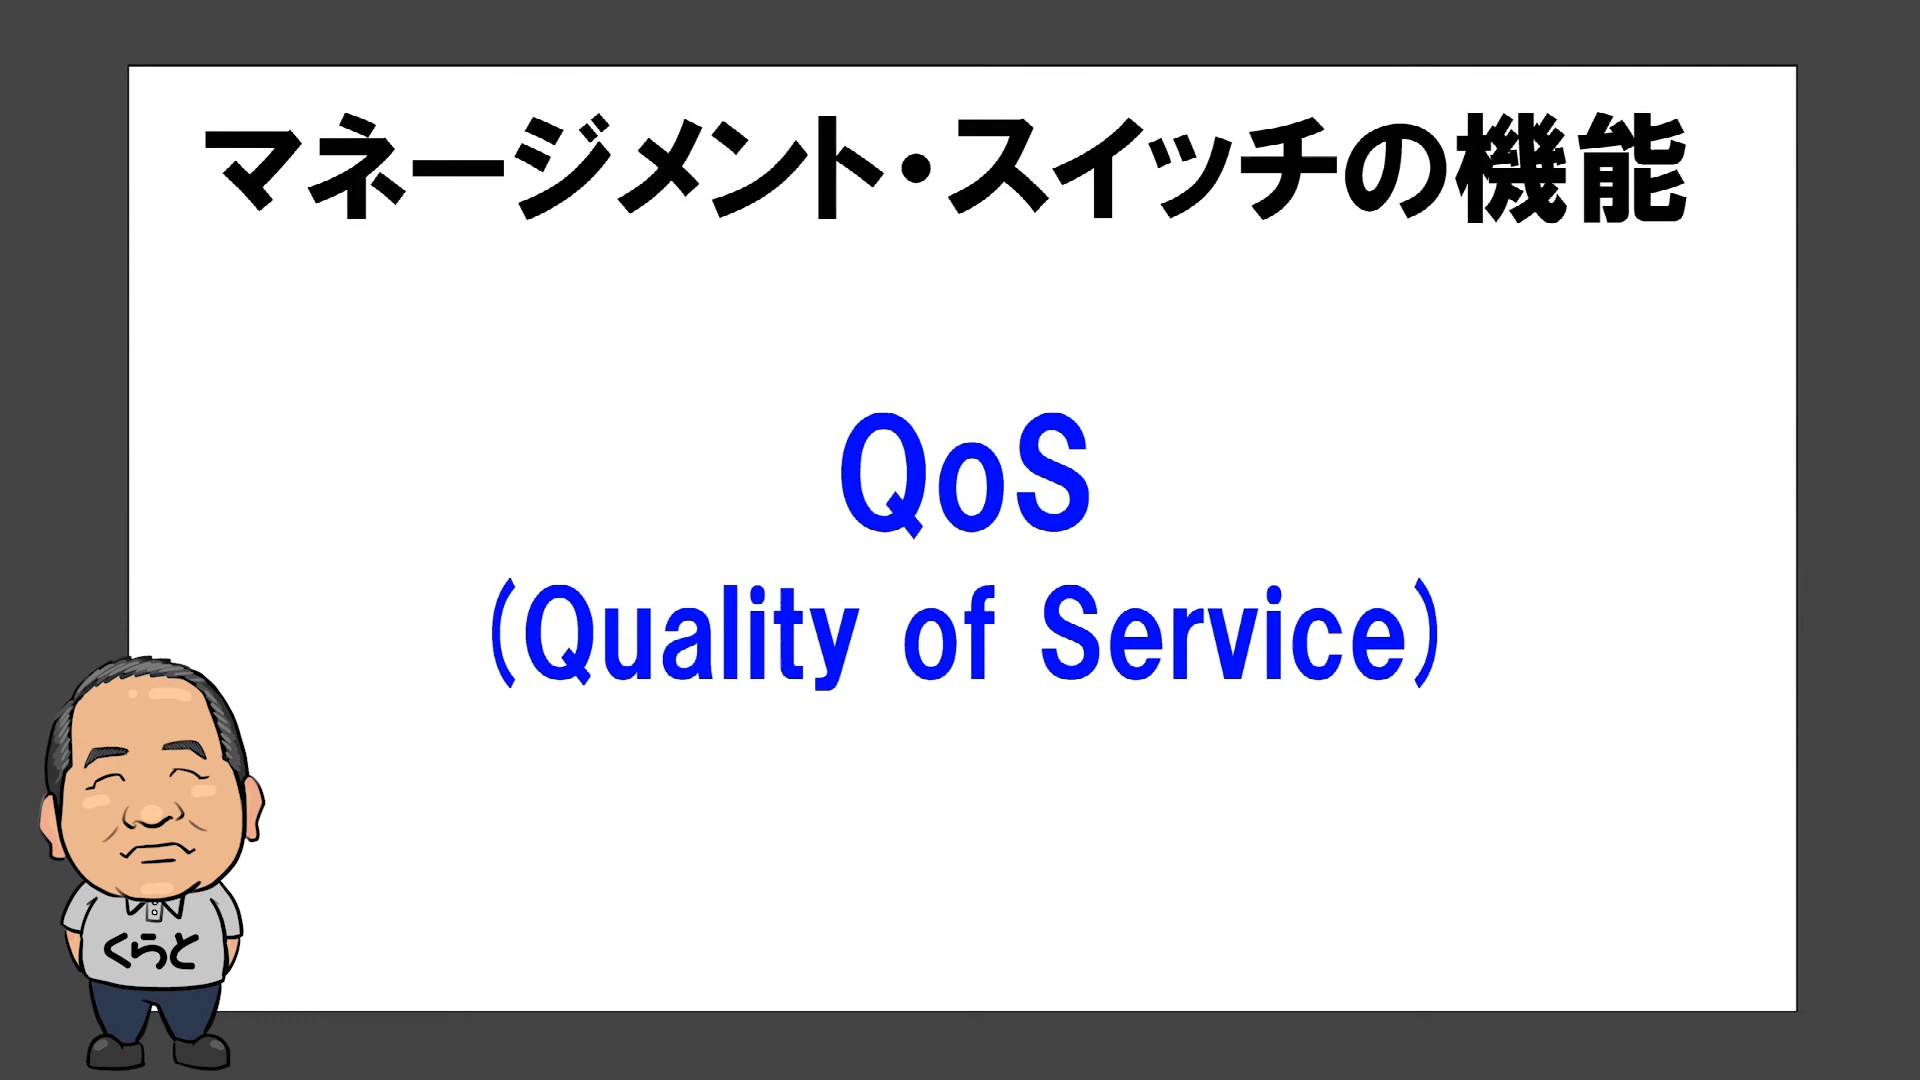 マネージメント・スイッチの機能
QoS
(Quality of Service)
くらと